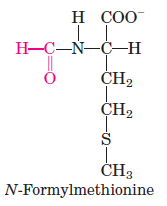 H COO⁻
H—C—N—C—H
O CH₂
CH₂
S
CH₃
N-Formylmethionine